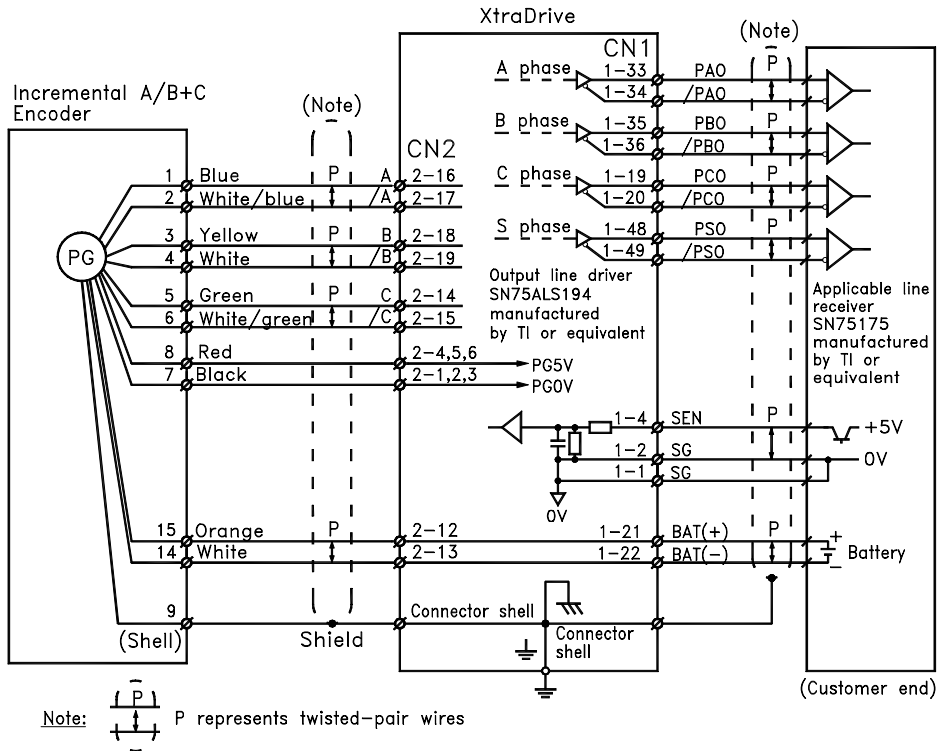 XtraDrive
Incremental A/B+C
Encoder
(Note)
CN2
CN1
(Note)
PG
1 Blue P A 2-16
2 White/blue /A 2-17
3 Yellow P B 2-18
4 White /B 2-19
5 Green P C 2-14
6 White/green /C 2-15
8 Red 2-4,5,6 PG5V
7 Black 2-1,2,3 PG0V
15 Orange P 2-12
14 White 2-13
9
(Shell)
Shield
Connector shell
Connector
shell
A phase 1-33 PAO P
1-34 /PAO
B phase 1-35 PBO P
1-36 /PBO
C phase 1-19 PCO P
1-20 /PCO
S phase 1-48 PSO P
1-49 /PSO
Output line driver
SN75ALS194
manufactured
by TI or equivalent
Applicable line
receiver
SN75175
manufactured
by TI or
equivalent
1-4 SEN P +5V
1-2 SG 0V
1-1 SG
0V
1-21 BAT(+) P +
1-22 BAT(-) -
Battery
(Customer end)
Note: P P represents twisted-pair wires